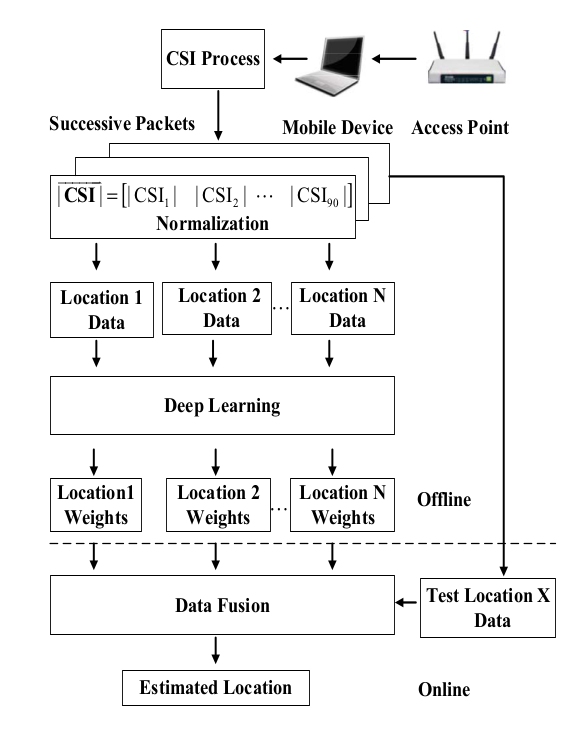 CSI Process
Successive Packets
Mobile Device
Access Point
|CSI| = [|CSI₁| |CSI₂| ⋯ |CSI₉₀|]
Normalization
Location 1
Data
Location 2
Data
...
Location N
Data
Deep Learning
Location1
Weights
Location 2
Weights
...
Location N
Weights
Offline
Data Fusion
Test Location X
Data
Estimated Location
Online